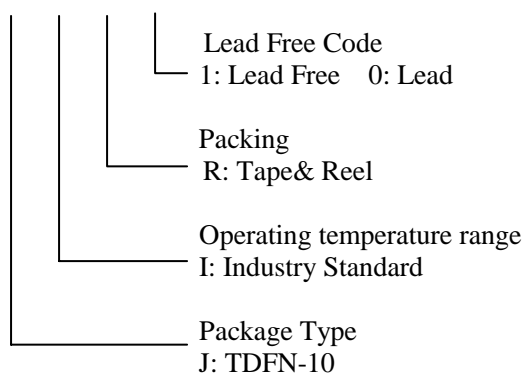 Lead Free Code
1: Lead Free 0: Lead
Packing
R: Tape& Reel
Operating temperature range
I: Industry Standard
Package Type
J: TDFN-10